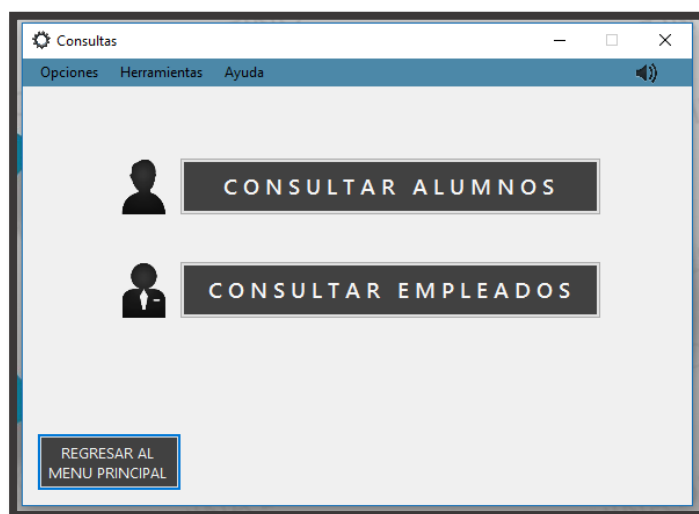 Consultas
Opciones Herramientas Ayuda
CONSULTAR ALUMNOS
CONSULTAR EMPLEADOS
REGRESAR AL
MENU PRINCIPAL